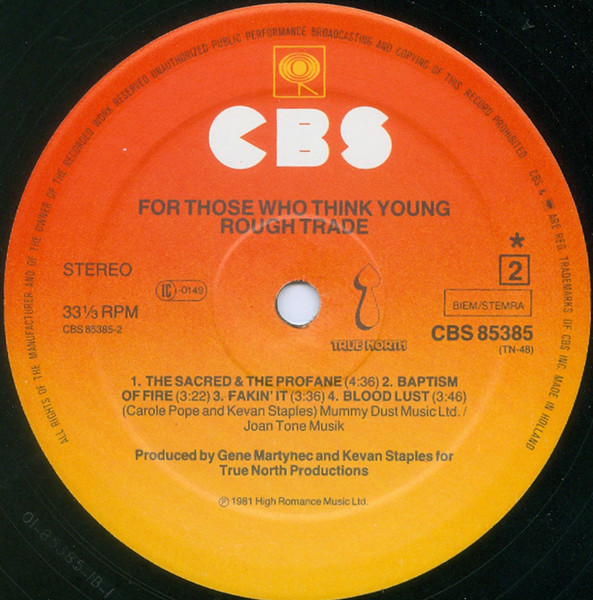 ALL RIGHTS OF THE MANUFACTURER AND OF THE OWNER OF THE RECORDED WORK RESERVED UNAUTHORIZED PUBLIC PERFORMANCE BROADCASTING AND COPYING OF THIS RECORD PROHIBITED CBS & ARE REG. TRADEMARKS OF CBS INC. MADE IN HOLLAND
CBS
FOR THOSE WHO THINK YOUNG
ROUGH TRADE
STEREO
33⅓ RPM
CBS 85385-2
IC -0149
TRUE NORTH
*
2
BIEM/STEMRA
CBS 85385
(TN-48)
1. THE SACRED & THE PROFANE (4:36) 2. BAPTISM
OF FIRE (3:22) 3. FAKIN' IT (3:36) 4. BLOOD LUST (3:46)
(Carole Pope and Kevan Staples) Mummy Dust Music Ltd. /
Joan Tone Musik
Produced by Gene Martynec and Kevan Staples for
True North Productions
℗ 1981 High Romance Music Ltd.
01-85385-1B-1